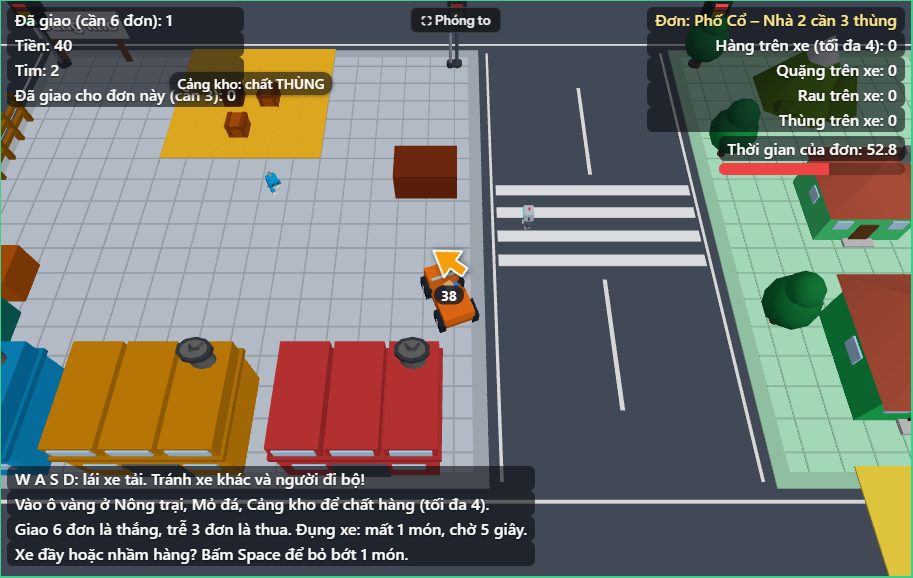 Đã giao (cần 6 đơn): 1
Tiền: 40
Tim: 2
Đã giao cho đơn này (cần 3): 0
Phóng to
Cảng kho: chất THÙNG
Đơn: Phố Cổ – Nhà 2 cần 3 thùng
Hàng trên xe (tối đa 4): 0
Quặng trên xe: 0
Rau trên xe: 0
Thùng trên xe: 0
Thời gian của đơn: 52.8
38
W A S D: lái xe tải. Tránh xe khác và người đi bộ!
Vào ô vàng ở Nông trại, Mỏ đá, Cảng kho để chất hàng (tối đa 4).
Giao 6 đơn là thắng, trễ 3 đơn là thua. Đụng xe: mất 1 món, chờ 5 giây.
Xe đầy hoặc nhầm hàng? Bấm Space để bỏ bớt 1 món.